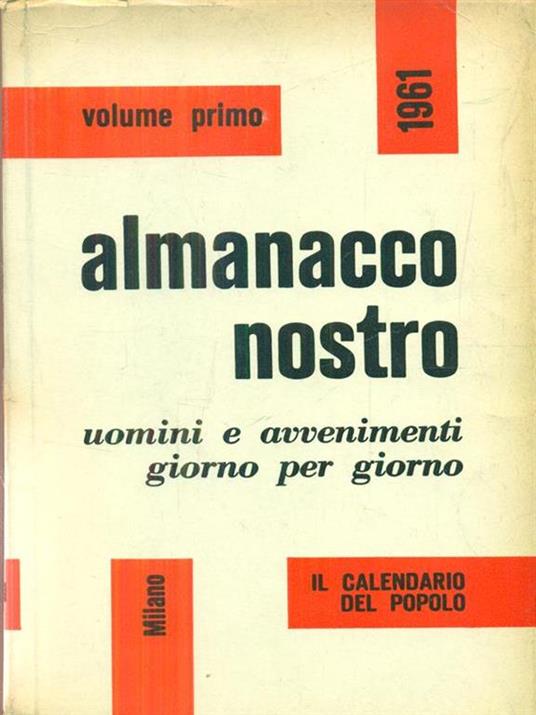 volume primo
1961
almanacco
nostro
uomini e avvenimenti
giorno per giorno
Milano
IL CALENDARIO
DEL POPOLO